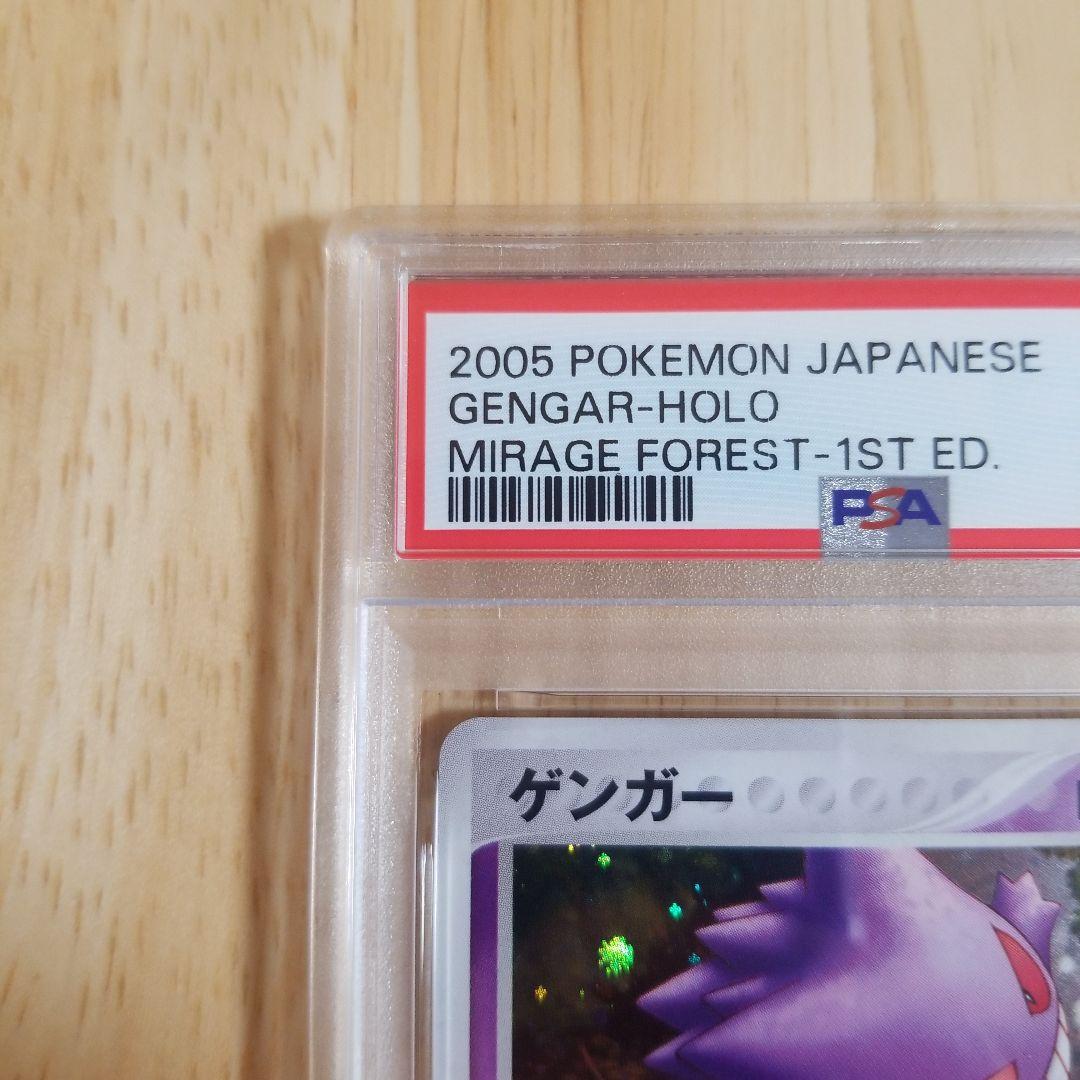 2005 POKEMON JAPANESE
GENGAR-HOLO
MIRAGE FOREST-1ST ED.
PSA
ゲンガー